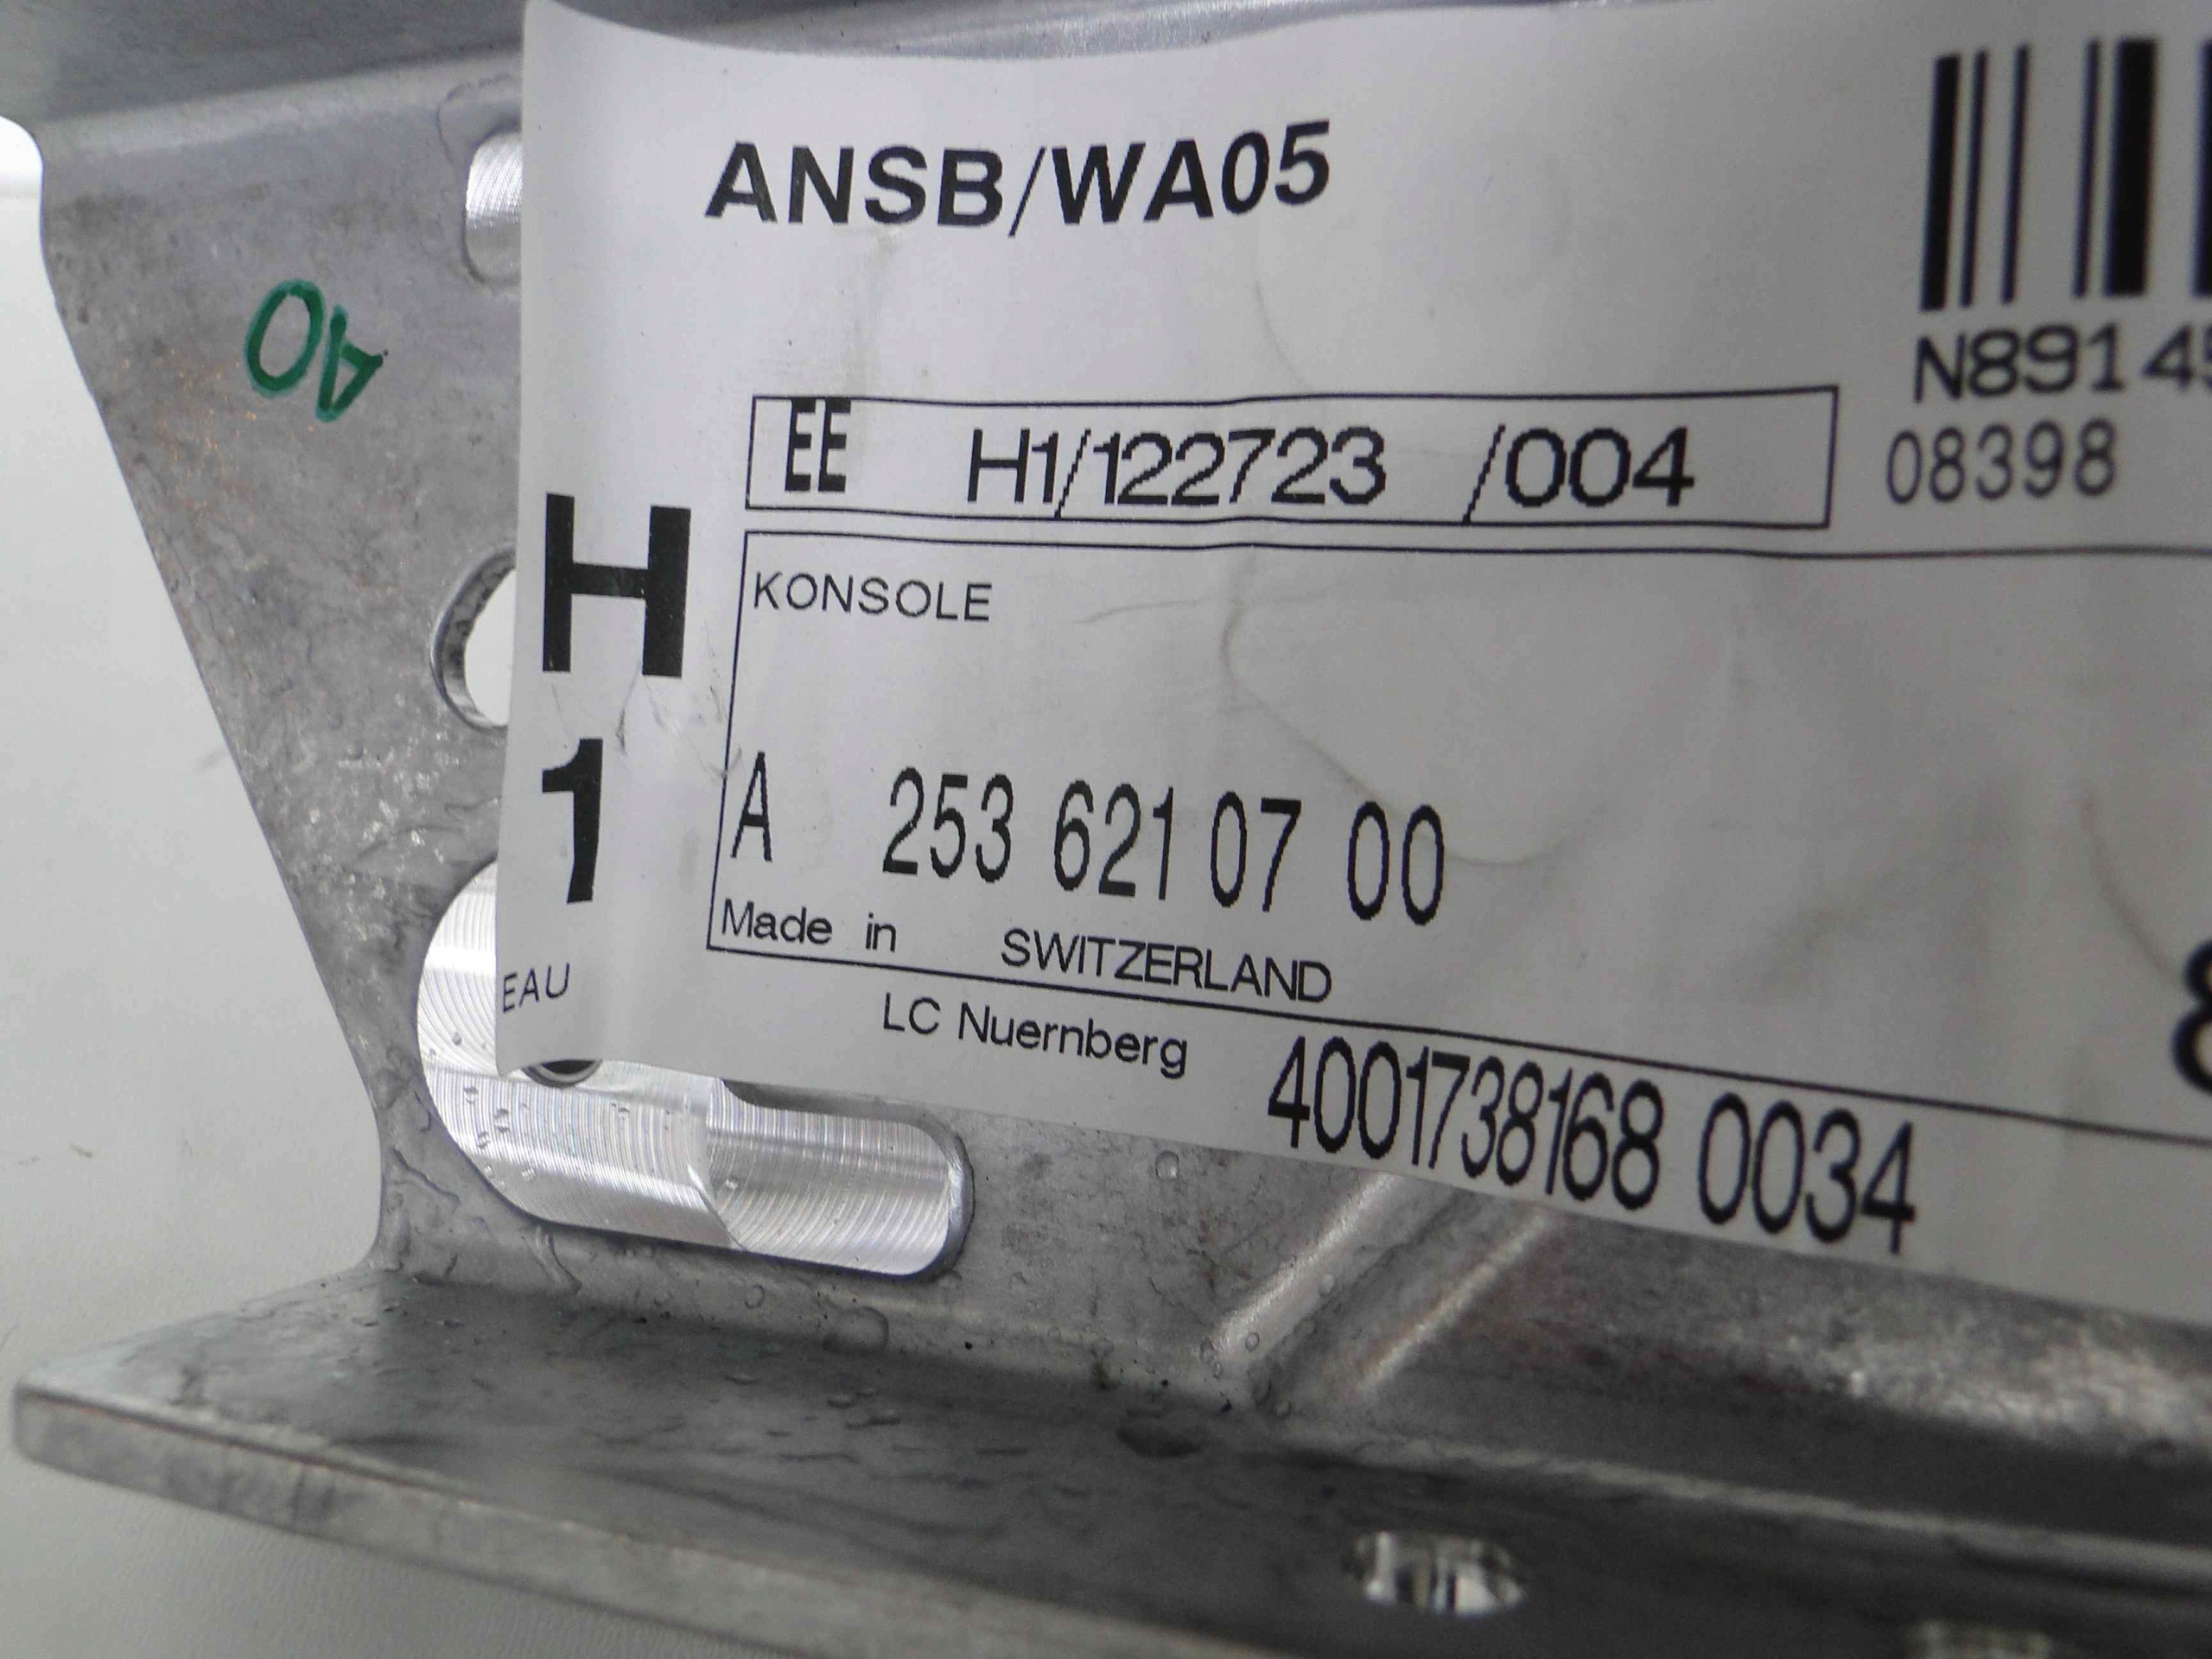 ANSB/WA05
N8914
08398
EE H1/122723 /004
H
1
EAU
KONSOLE
A 253 621 07 00
Made in SWITZERLAND
LC Nuernberg 4001738168 0034
40